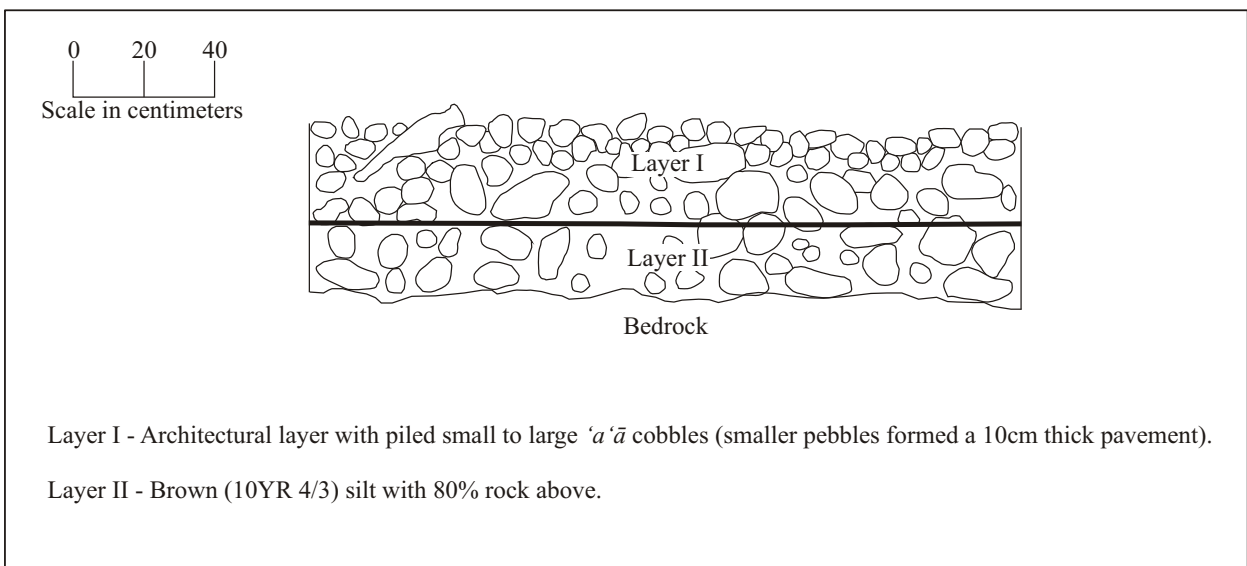 0 20 40
Scale in centimeters
Layer I
Layer II
Bedrock
Layer I - Architectural layer with piled small to large ‘a‘ā cobbles (smaller pebbles formed a 10cm thick pavement).
Layer II - Brown (10YR 4/3) silt with 80% rock above.